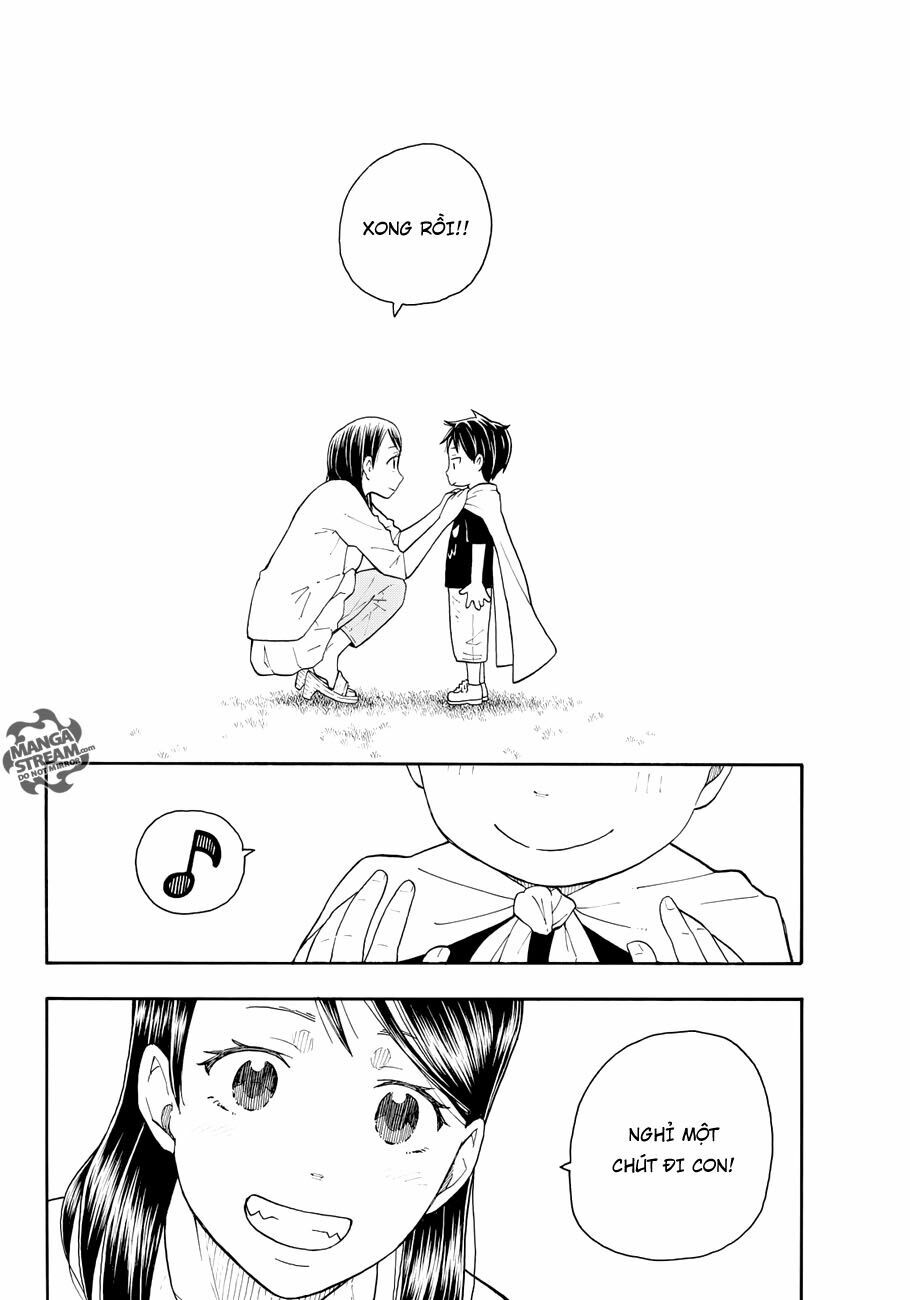 XONG RỒI!!
MANGA
STREAM.com
DO NOT MIRROR
NGHỈ MỘT
CHÚT ĐI CON!